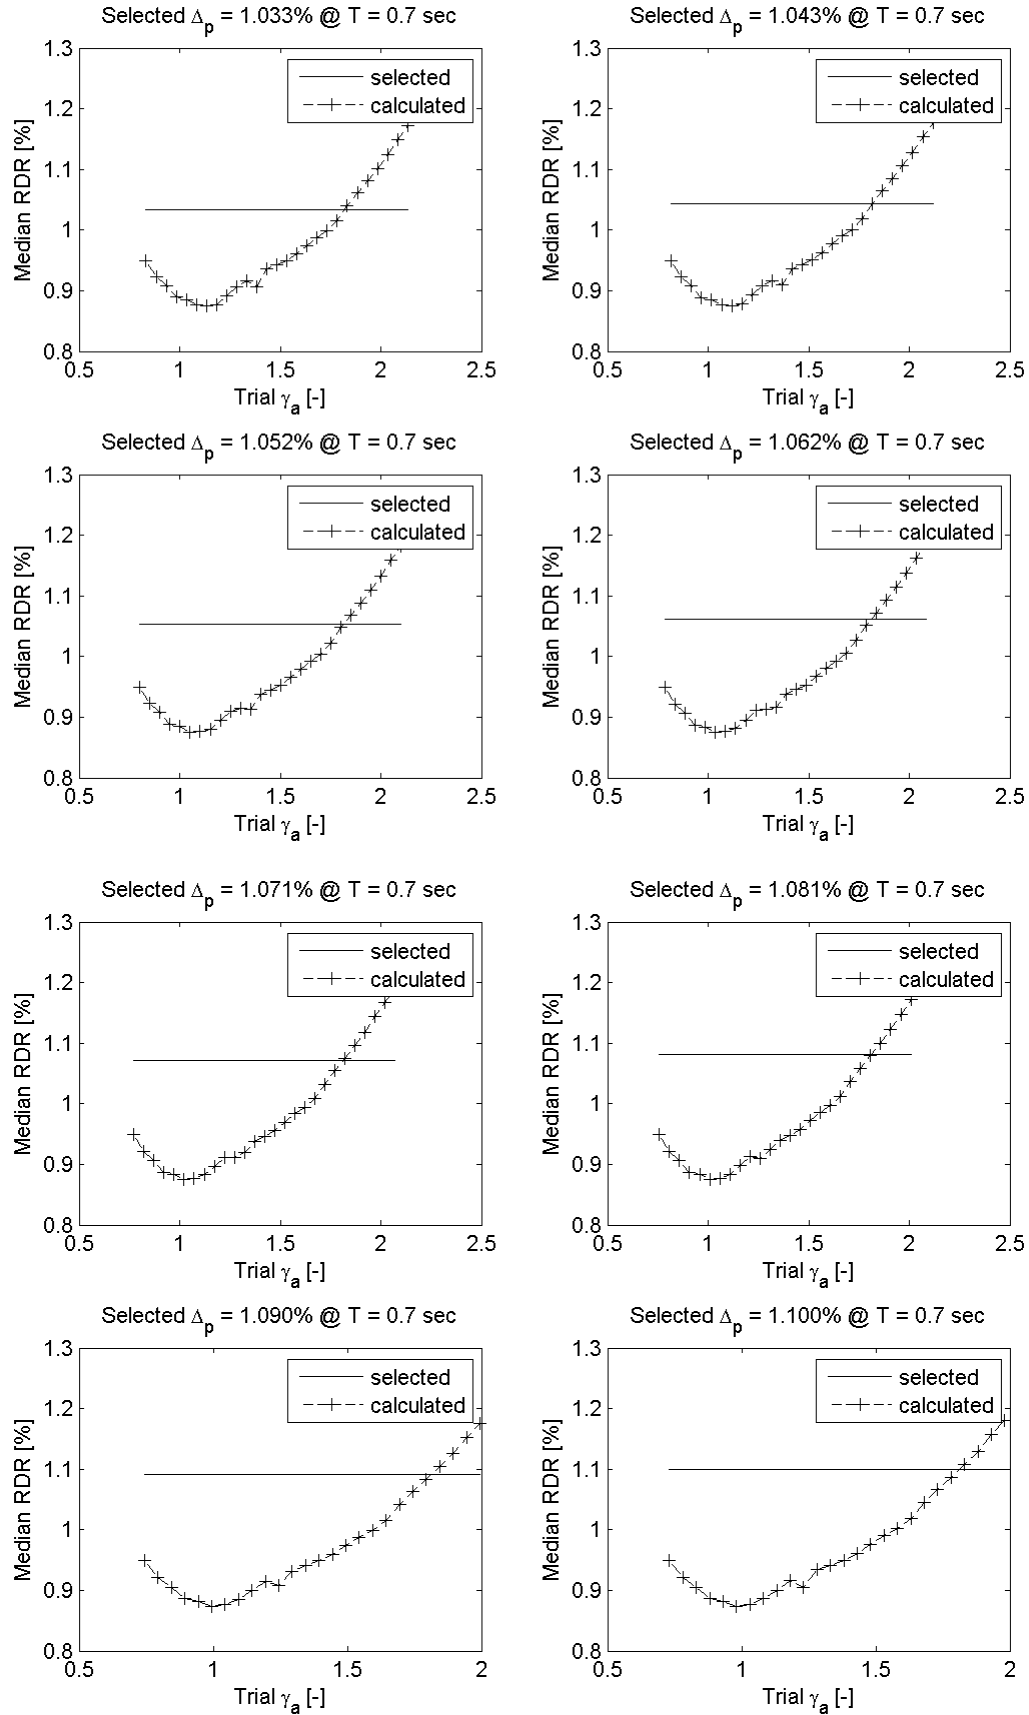 Selected Δp = 1.033% @ T = 0.7 sec
1.3
1.2
1.1
1
0.9
0.8
Median RDR [%]
selected
calculated
0.5 1 1.5 2 2.5
Trial γa [-]
Selected Δp = 1.043% @ T = 0.7 sec
1.3
1.2
1.1
1
0.9
0.8
Median RDR [%]
selected
calculated
0.5 1 1.5 2 2.5
Trial γa [-]
Selected Δp = 1.052% @ T = 0.7 sec
1.3
1.2
1.1
1
0.9
0.8
Median RDR [%]
selected
calculated
0.5 1 1.5 2 2.5
Trial γa [-]
Selected Δp = 1.062% @ T = 0.7 sec
1.3
1.2
1.1
1
0.9
0.8
Median RDR [%]
selected
calculated
0.5 1 1.5 2 2.5
Trial γa [-]
Selected Δp = 1.071% @ T = 0.7 sec
1.3
1.2
1.1
1
0.9
0.8
Median RDR [%]
selected
calculated
0.5 1 1.5 2 2.5
Trial γa [-]
Selected Δp = 1.081% @ T = 0.7 sec
1.3
1.2
1.1
1
0.9
0.8
Median RDR [%]
selected
calculated
0.5 1 1.5 2 2.5
Trial γa [-]
Selected Δp = 1.090% @ T = 0.7 sec
1.3
1.2
1.1
1
0.9
0.8
Median RDR [%]
selected
calculated
0.5 1 1.5 2
Trial γa [-]
Selected Δp = 1.100% @ T = 0.7 sec
1.3
1.2
1.1
1
0.9
0.8
Median RDR [%]
selected
calculated
0.5 1 1.5 2
Trial γa [-]